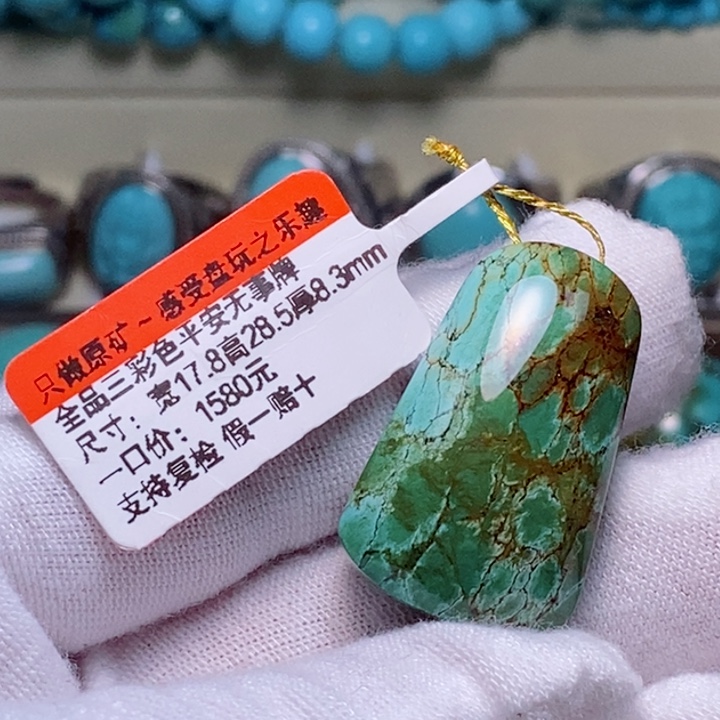 只做原矿~感受盘玩之乐趣
全品三彩色平安无事牌
尺寸：宽17.8高28.5厚8.3mm
一口价：1580元
支持复检 假一赔十